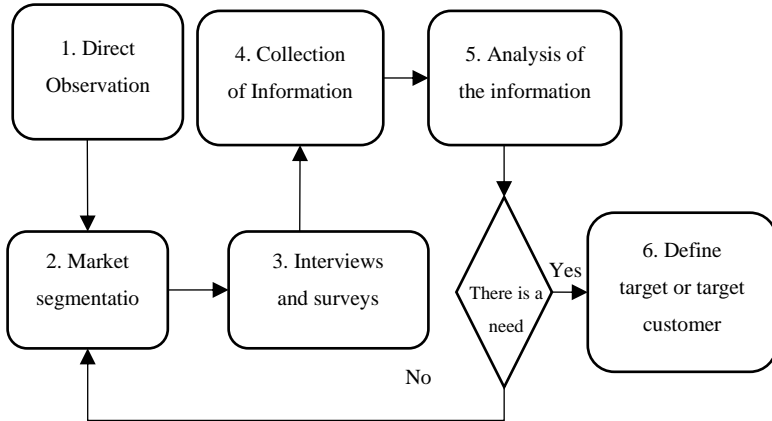 1. Direct
Observation
2. Market
segmentatio
3. Interviews
and surveys
4. Collection
of Information
5. Analysis of
the information
There is a
need
Yes
No
6. Define
target or target
customer